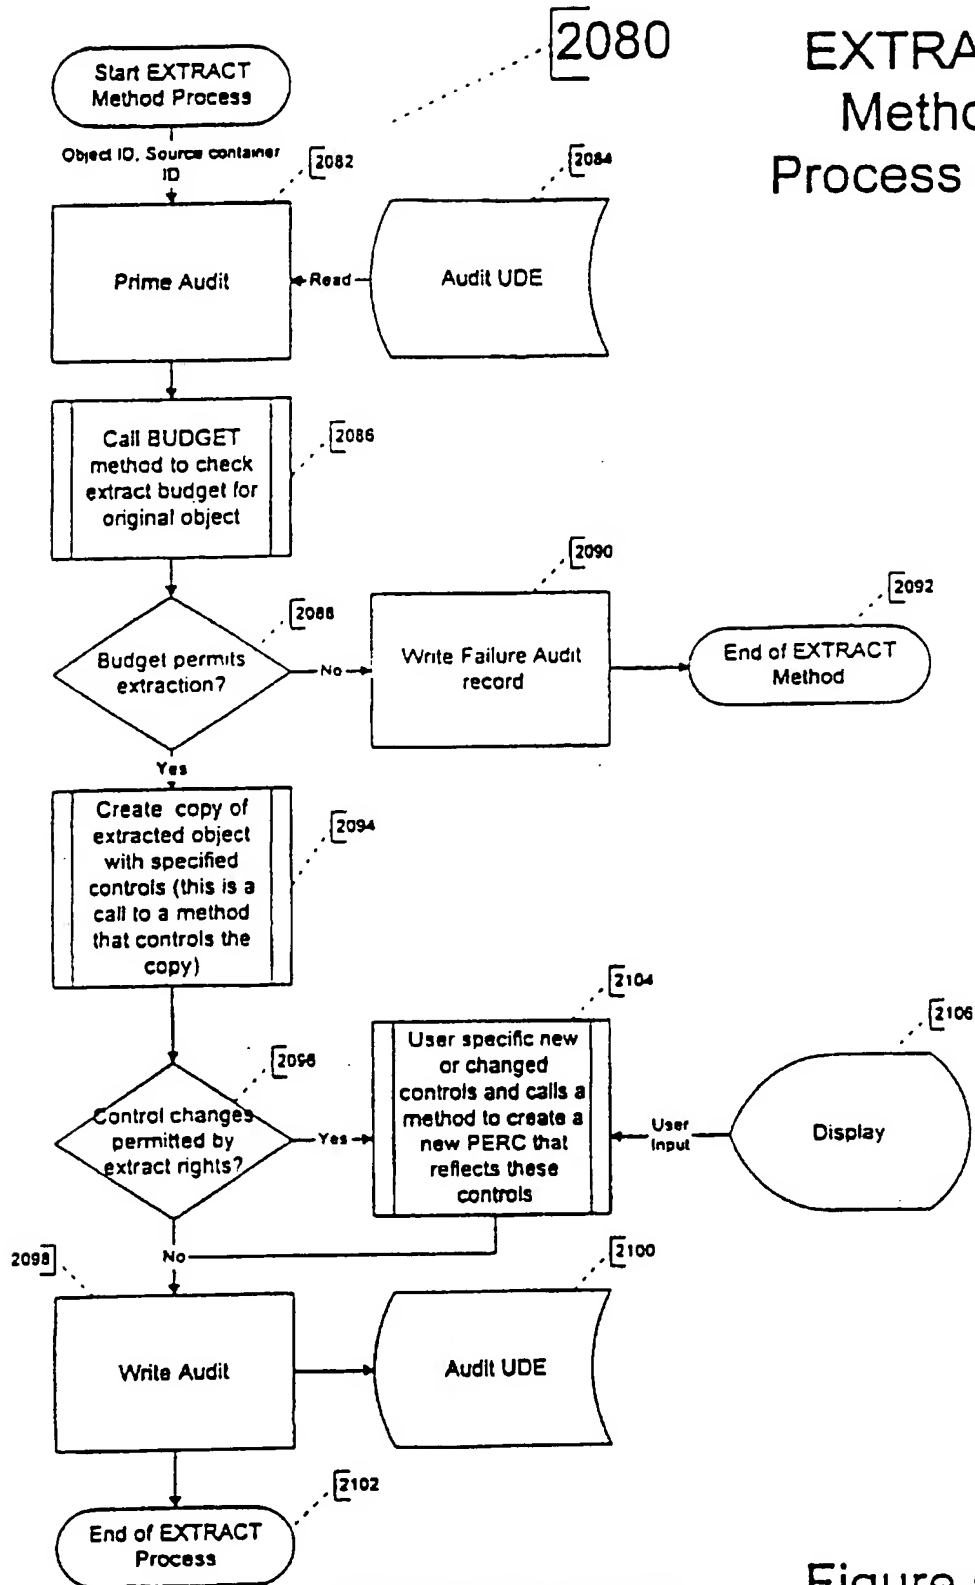 2080
EXTRA
Metho
Process
Start EXTRACT
Method Process
Object ID, Source container
ID
2082
2084
Prime Audit
Read
Audit UDE
Call BUDGET
method to check
extract budget for
original object
2086
2088
Budget permits
extraction?
No
2090
Write Failure Audit
record
2092
End of EXTRACT
Method
Yes
Create copy of
extracted object
with specified
controls (this is a
call to a method
that controls the
copy)
2094
2096
Control changes
permitted by
extract rights?
Yes
2104
User specific new
or changed
controls and calls a
method to create a
new PERC that
reflects these
controls
User
Input
2106
Display
No
2098
Write Audit
2100
Audit UDE
2102
End of EXTRACT
Process
Figure